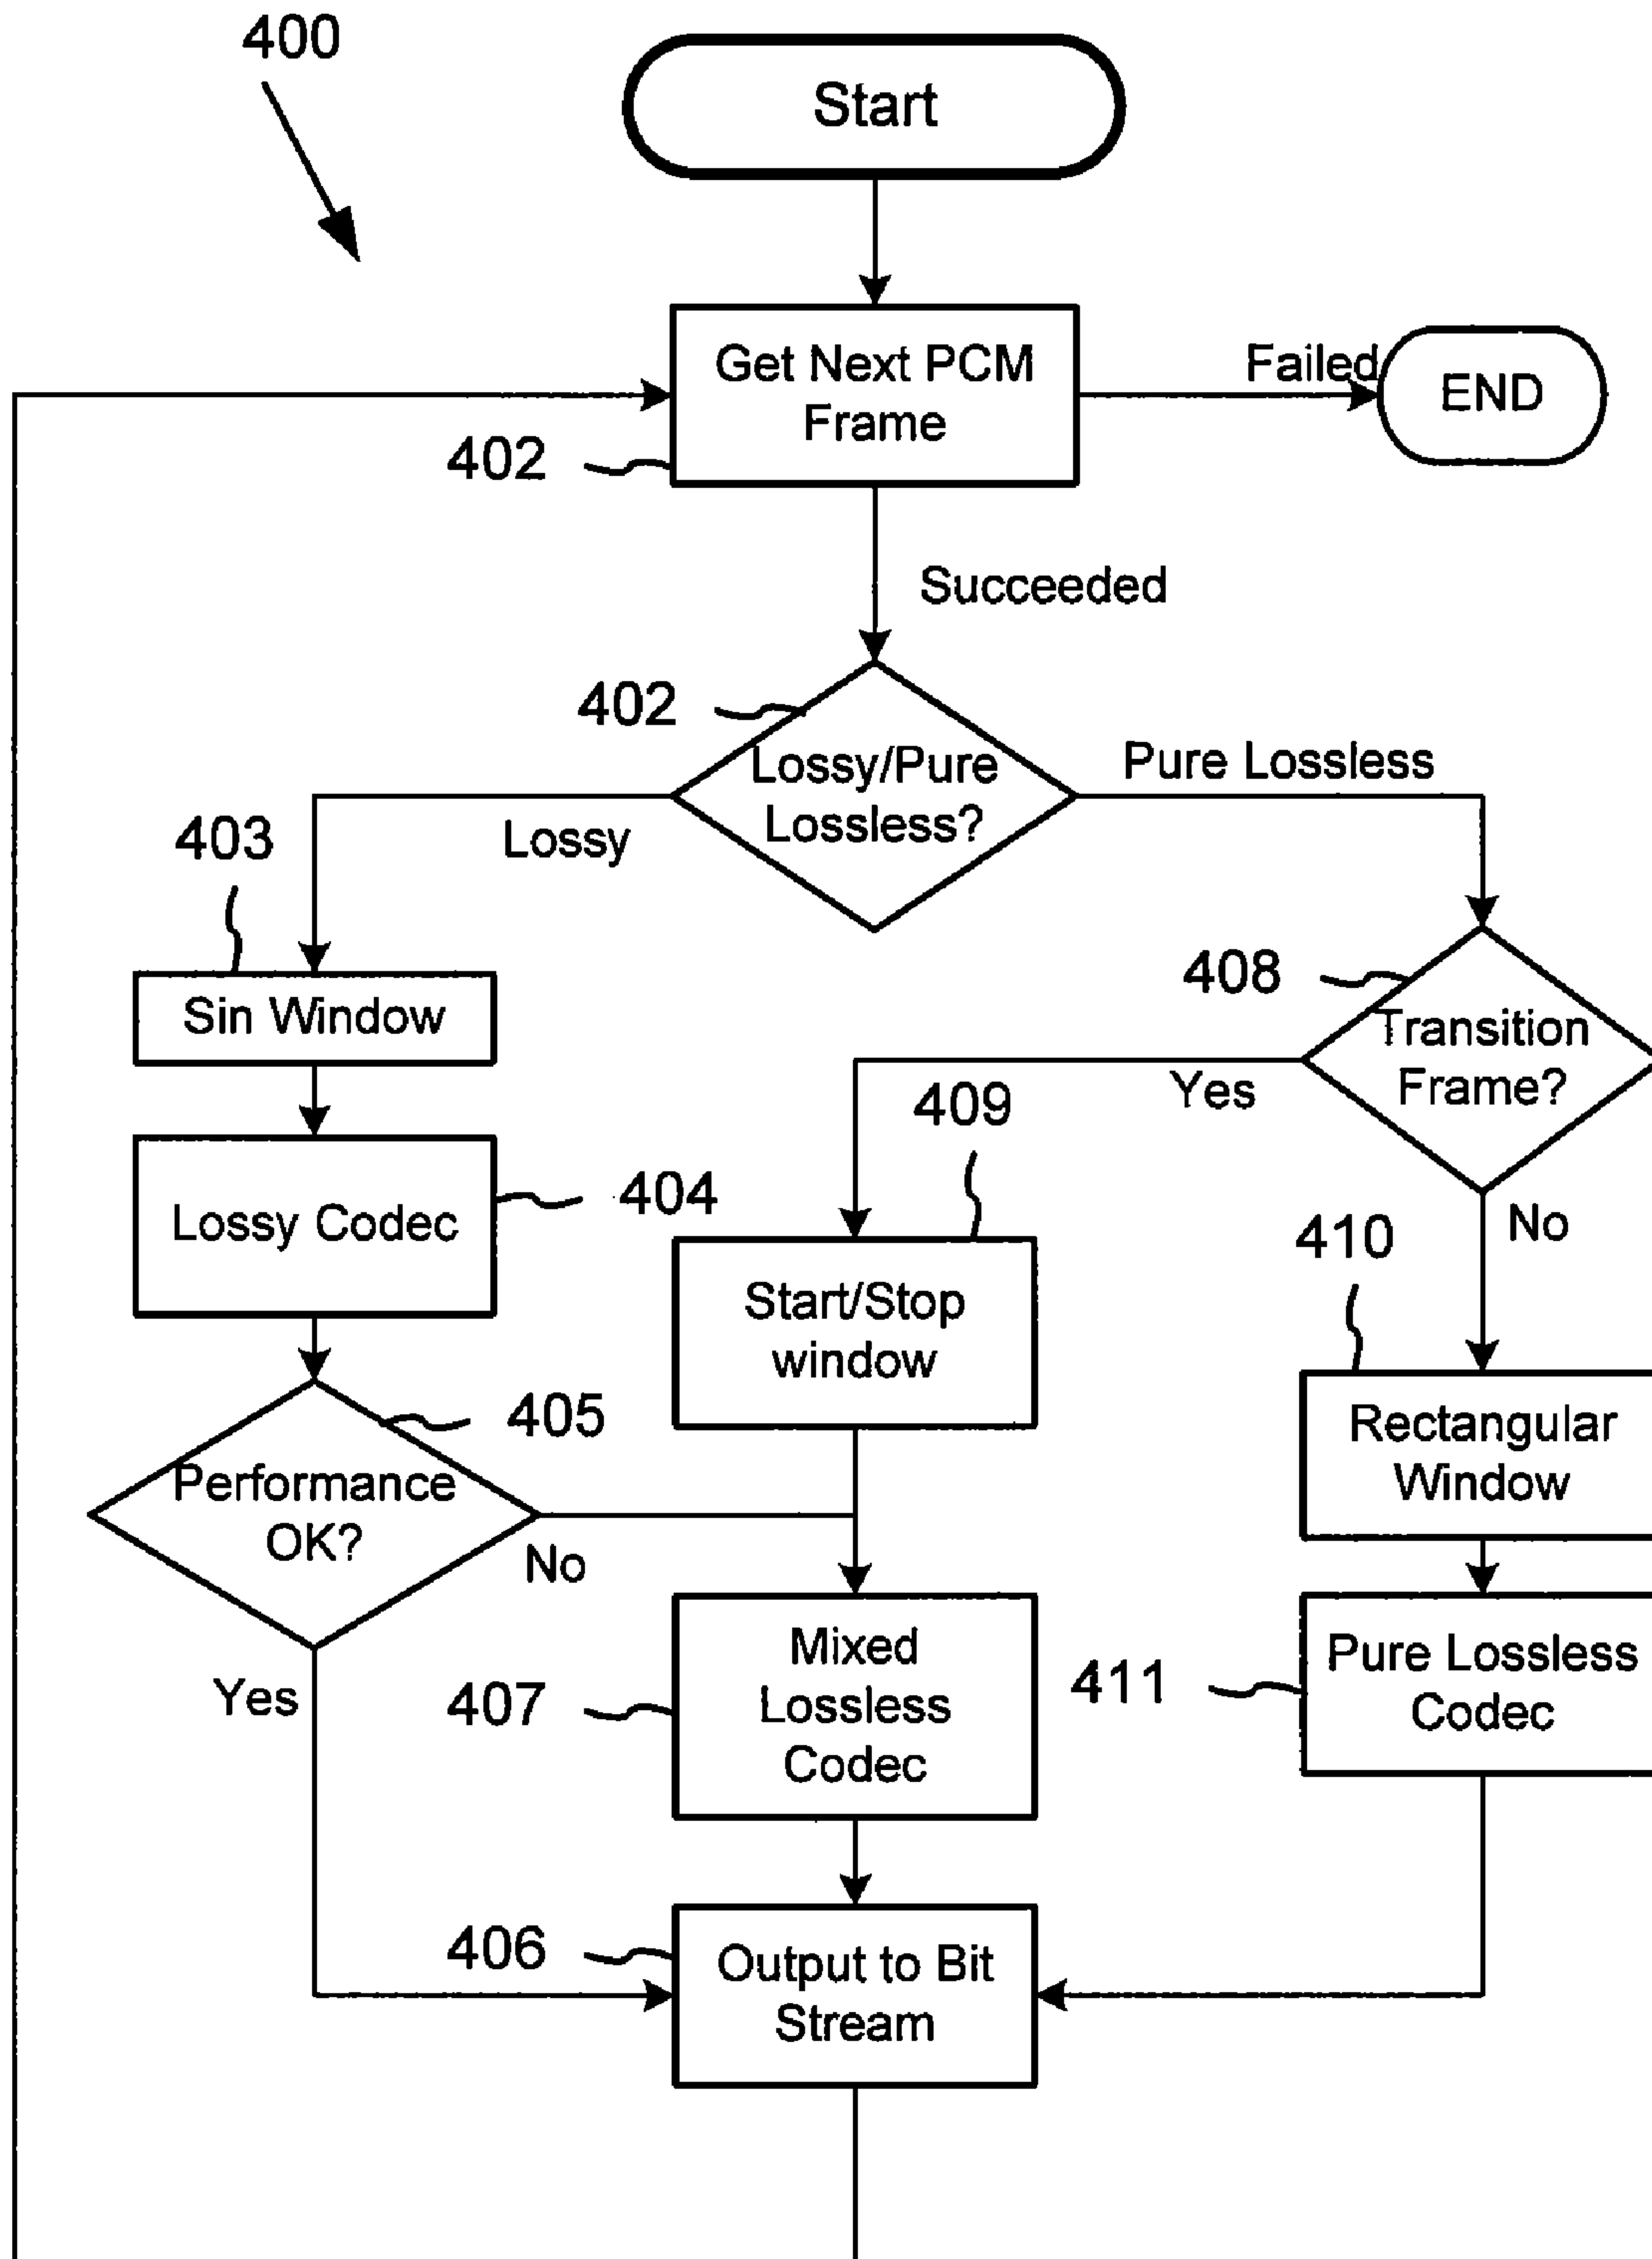 400
Start
Get Next PCM
Frame
Failed
END
402
Succeeded
402
Lossy/Pure
Lossless?
Pure Lossless
Lossy
403
Sin Window
408
Transition
Frame?
Yes
409
No
404
Lossy Codec
Start/Stop
window
410
405
Performance
OK?
No
Rectangular
Window
Yes
Mixed
Lossless
Codec
407
411
Pure Lossless
Codec
406
Output to Bit
Stream